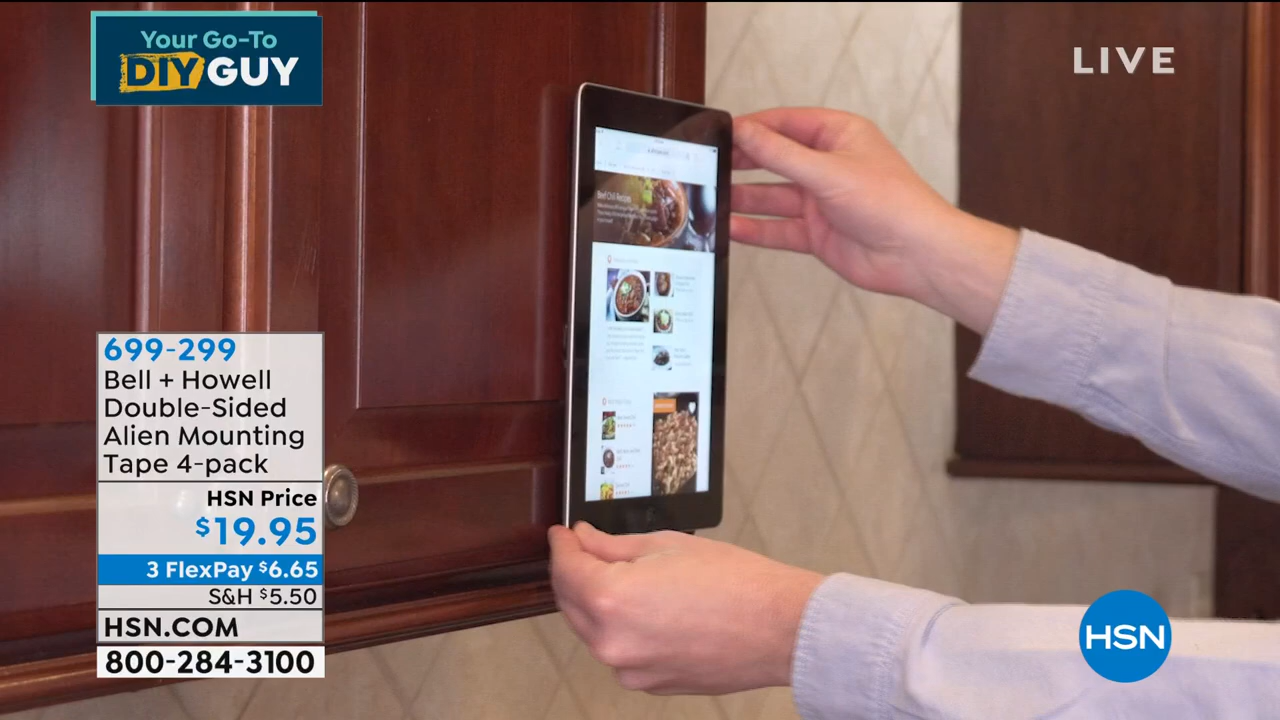 Your Go-To
DIY GUY
LIVE
Beef Chili Recipes
699-299
Bell + Howell
Double-Sided
Alien Mounting
Tape 4-pack
HSN Price
$19.95
3 FlexPay $6.65
S&H $5.50
HSN.COM
800-284-3100
HSN